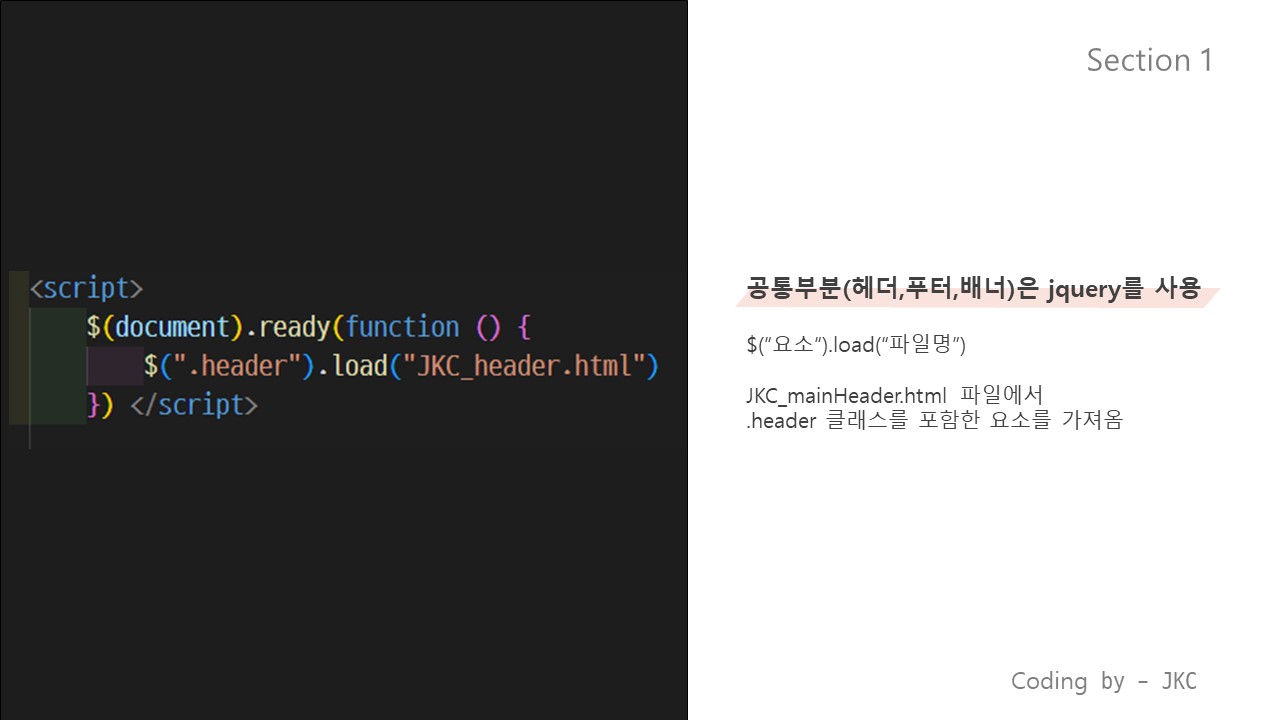 Section 1
<script>
$(document).ready(function () {
$(".header").load("JKC_header.html")
}) </script>
공통부분(헤더,푸터,배너)은 jquery를 사용
$(“요소“).load(“파일명”)
JKC_mainHeader.html 파일에서
.header 클래스를 포함한 요소를 가져옴
Coding by – JKC